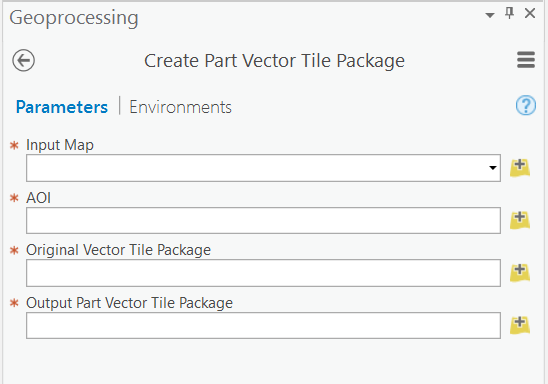 Geoprocessing
Create Part Vector Tile Package
Parameters | Environments
?
* Input Map
* AOI
* Original Vector Tile Package
* Output Part Vector Tile Package